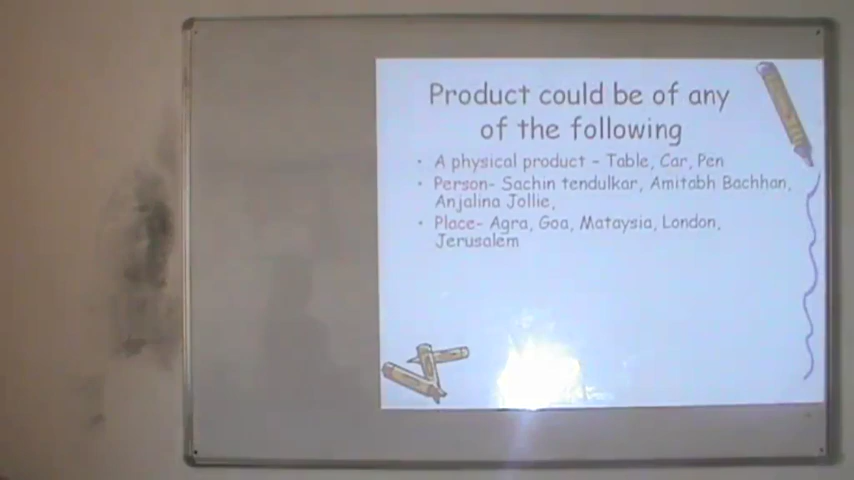 Product could be of any
of the following
• A physical product – Table, Car, Pen
• Person- Sachin tendulkar, Amitabh Bachhan,
Anjalina Jollie,
• Place- Agra, Goa, Mataysia, London,
Jerusalem